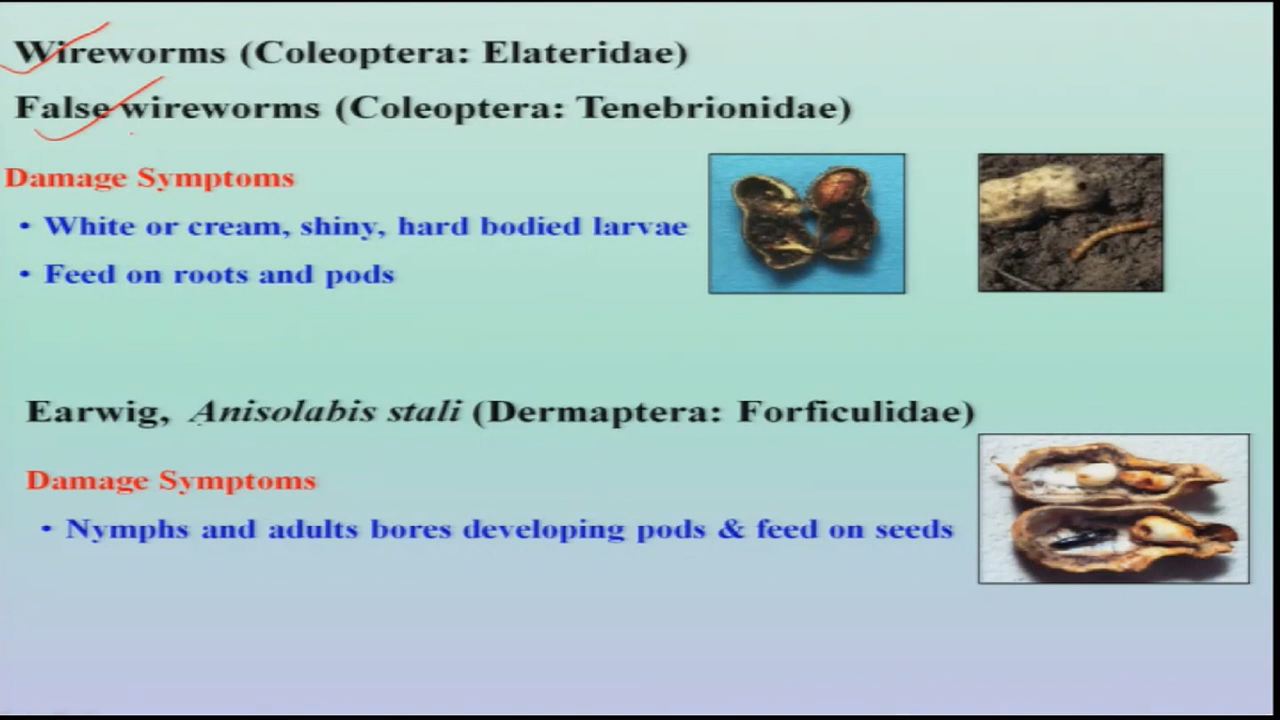 Wireworms (Coleoptera: Elateridae)
False wireworms (Coleoptera: Tenebrionidae)
Damage Symptoms
• White or cream, shiny, hard bodied larvae
• Feed on roots and pods
Earwig, Anisolabis stali (Dermaptera: Forficulidae)
Damage Symptoms
• Nymphs and adults bores developing pods & feed on seeds